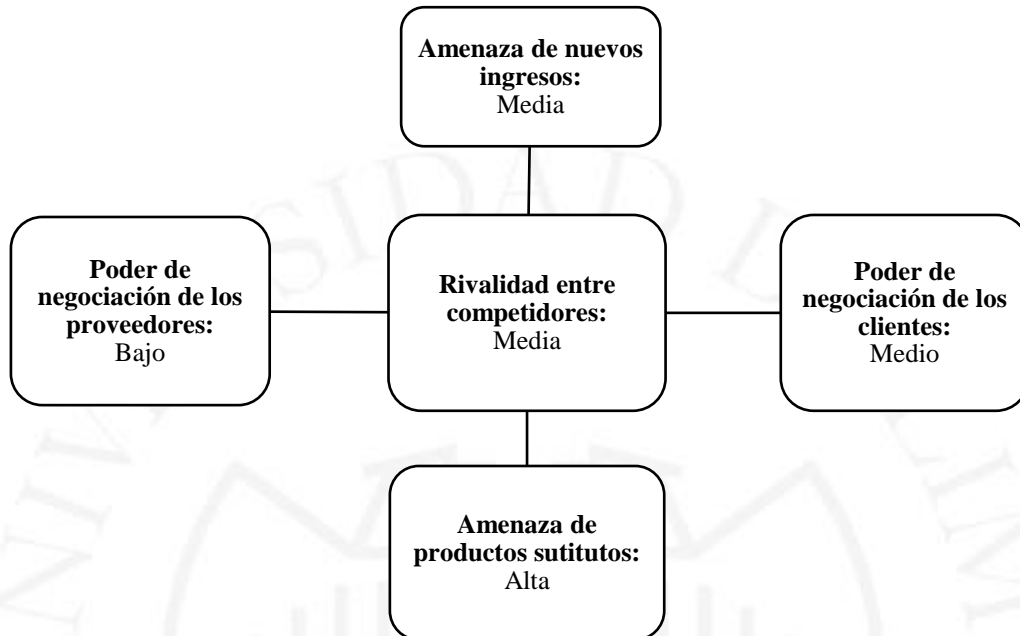 Amenaza de nuevos
ingresos:
Media
Poder de
negociación de los
proveedores:
Bajo
Rivalidad entre
competidores:
Media
Poder de
negociación de los
clientes:
Medio
Amenaza de
productos sutitutos:
Alta